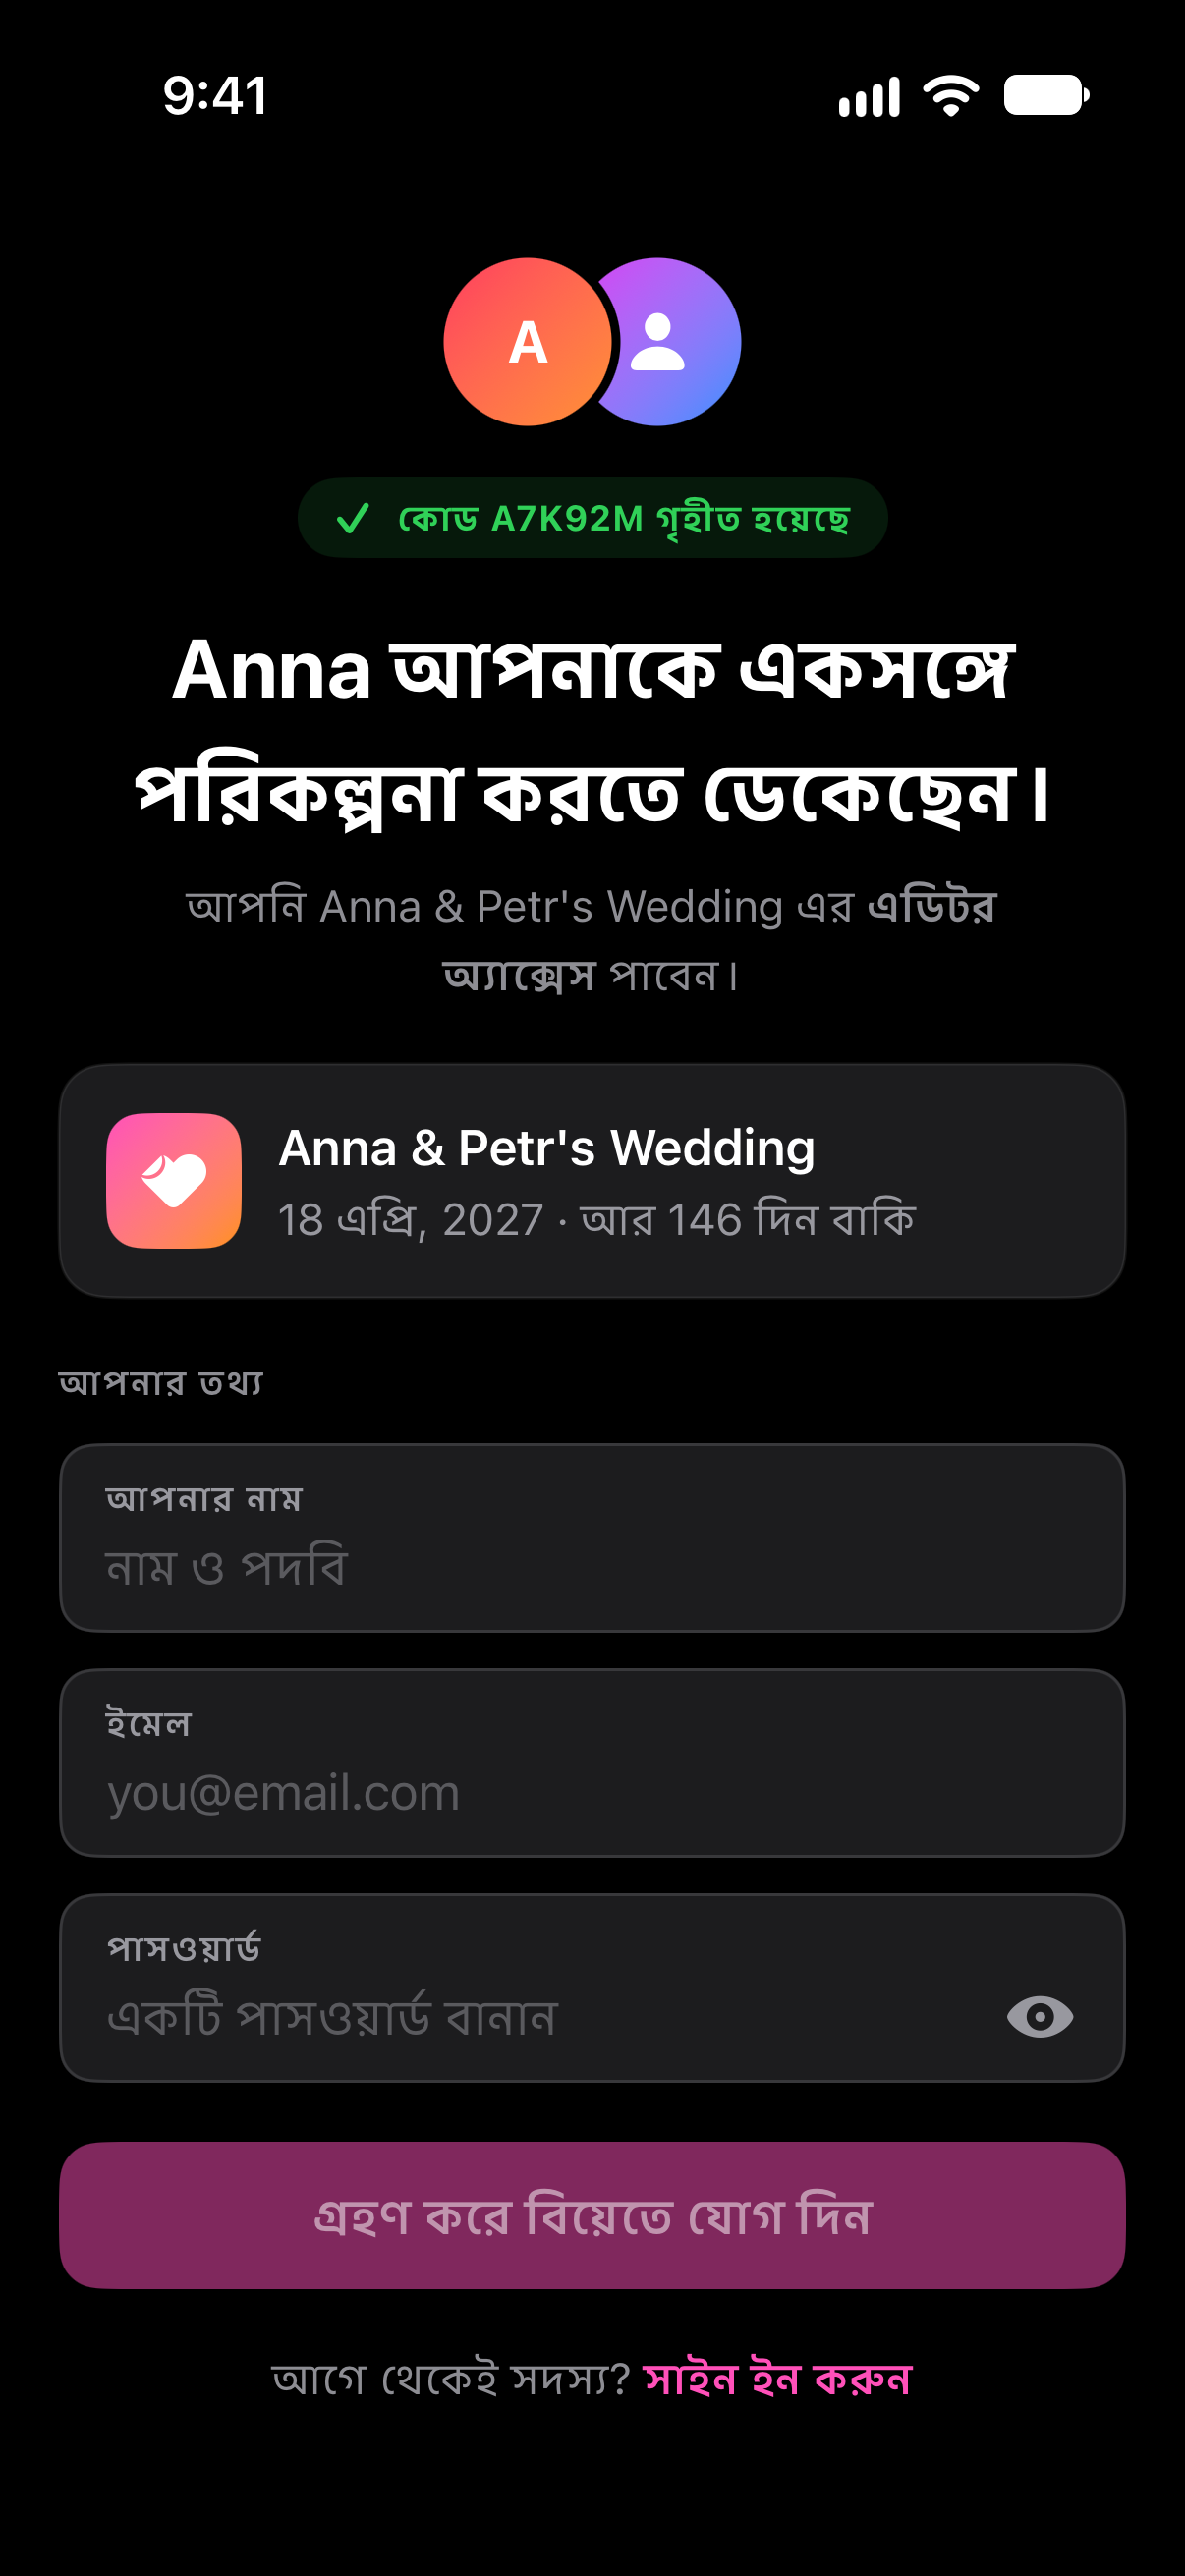 9:41
A
কোড A7K92M গৃহীত হয়েছে
Anna আপনাকে একসঙ্গে
পরিকল্পনা করতে ডেকেছেন।
আপনি Anna & Petr's Wedding এর এডিটর
অ্যাক্সেস পাবেন।
Anna & Petr's Wedding
18 এপ্রি, 2027 · আর 146 দিন বাকি
আপনার তথ্য
আপনার নাম
নাম ও পদবি
ইমেল
you@email.com
পাসওয়ার্ড
একটি পাসওয়ার্ড বানান
গ্রহণ করে বিয়েতে যোগ দিন
আগে থেকেই সদস্য? সাইন ইন করুন